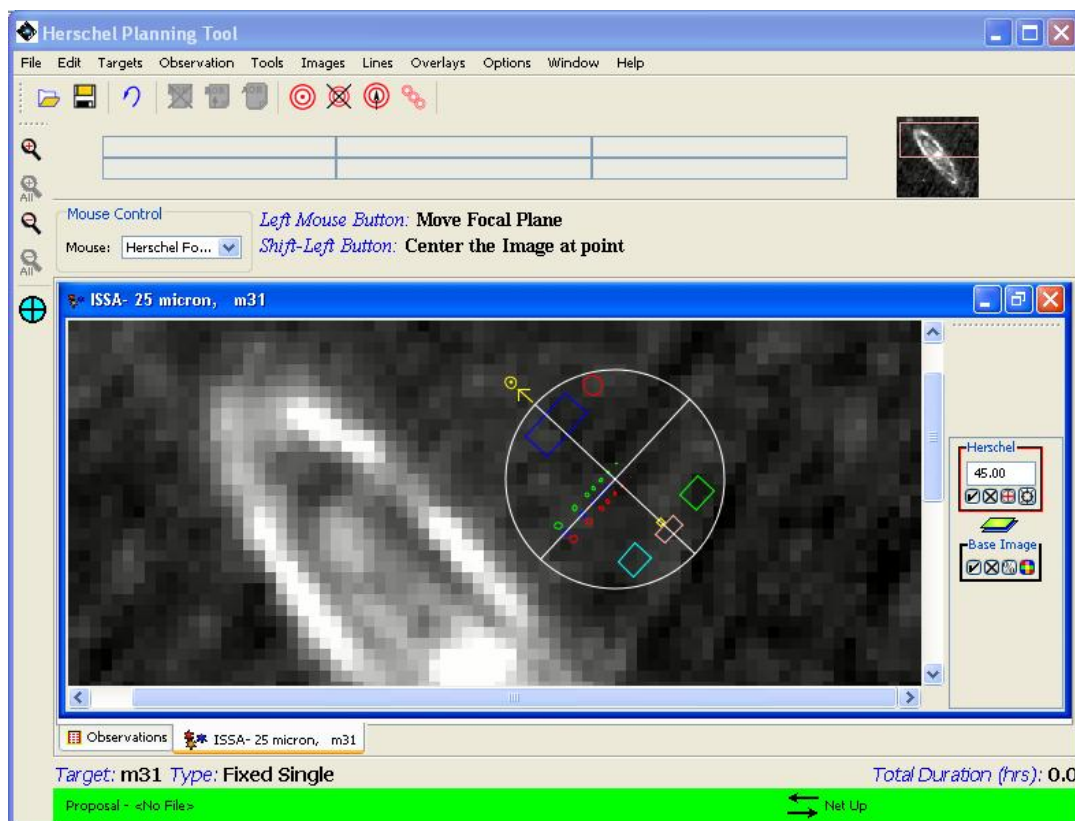 Herschel Planning Tool
File Edit Targets Observation Tools Images Lines Overlays Options Window Help
All
All
Mouse Control
Mouse: Herschel Fo...
Left Mouse Button: Move Focal Plane
Shift-Left Button: Center the Image at point
ISSA- 25 micron, m31
Herschel
45.00
Base Image
Observations
ISSA- 25 micron, m31
Target: m31 Type: Fixed Single
Total Duration (hrs): 0.0
Proposal - <No File>
Net Up